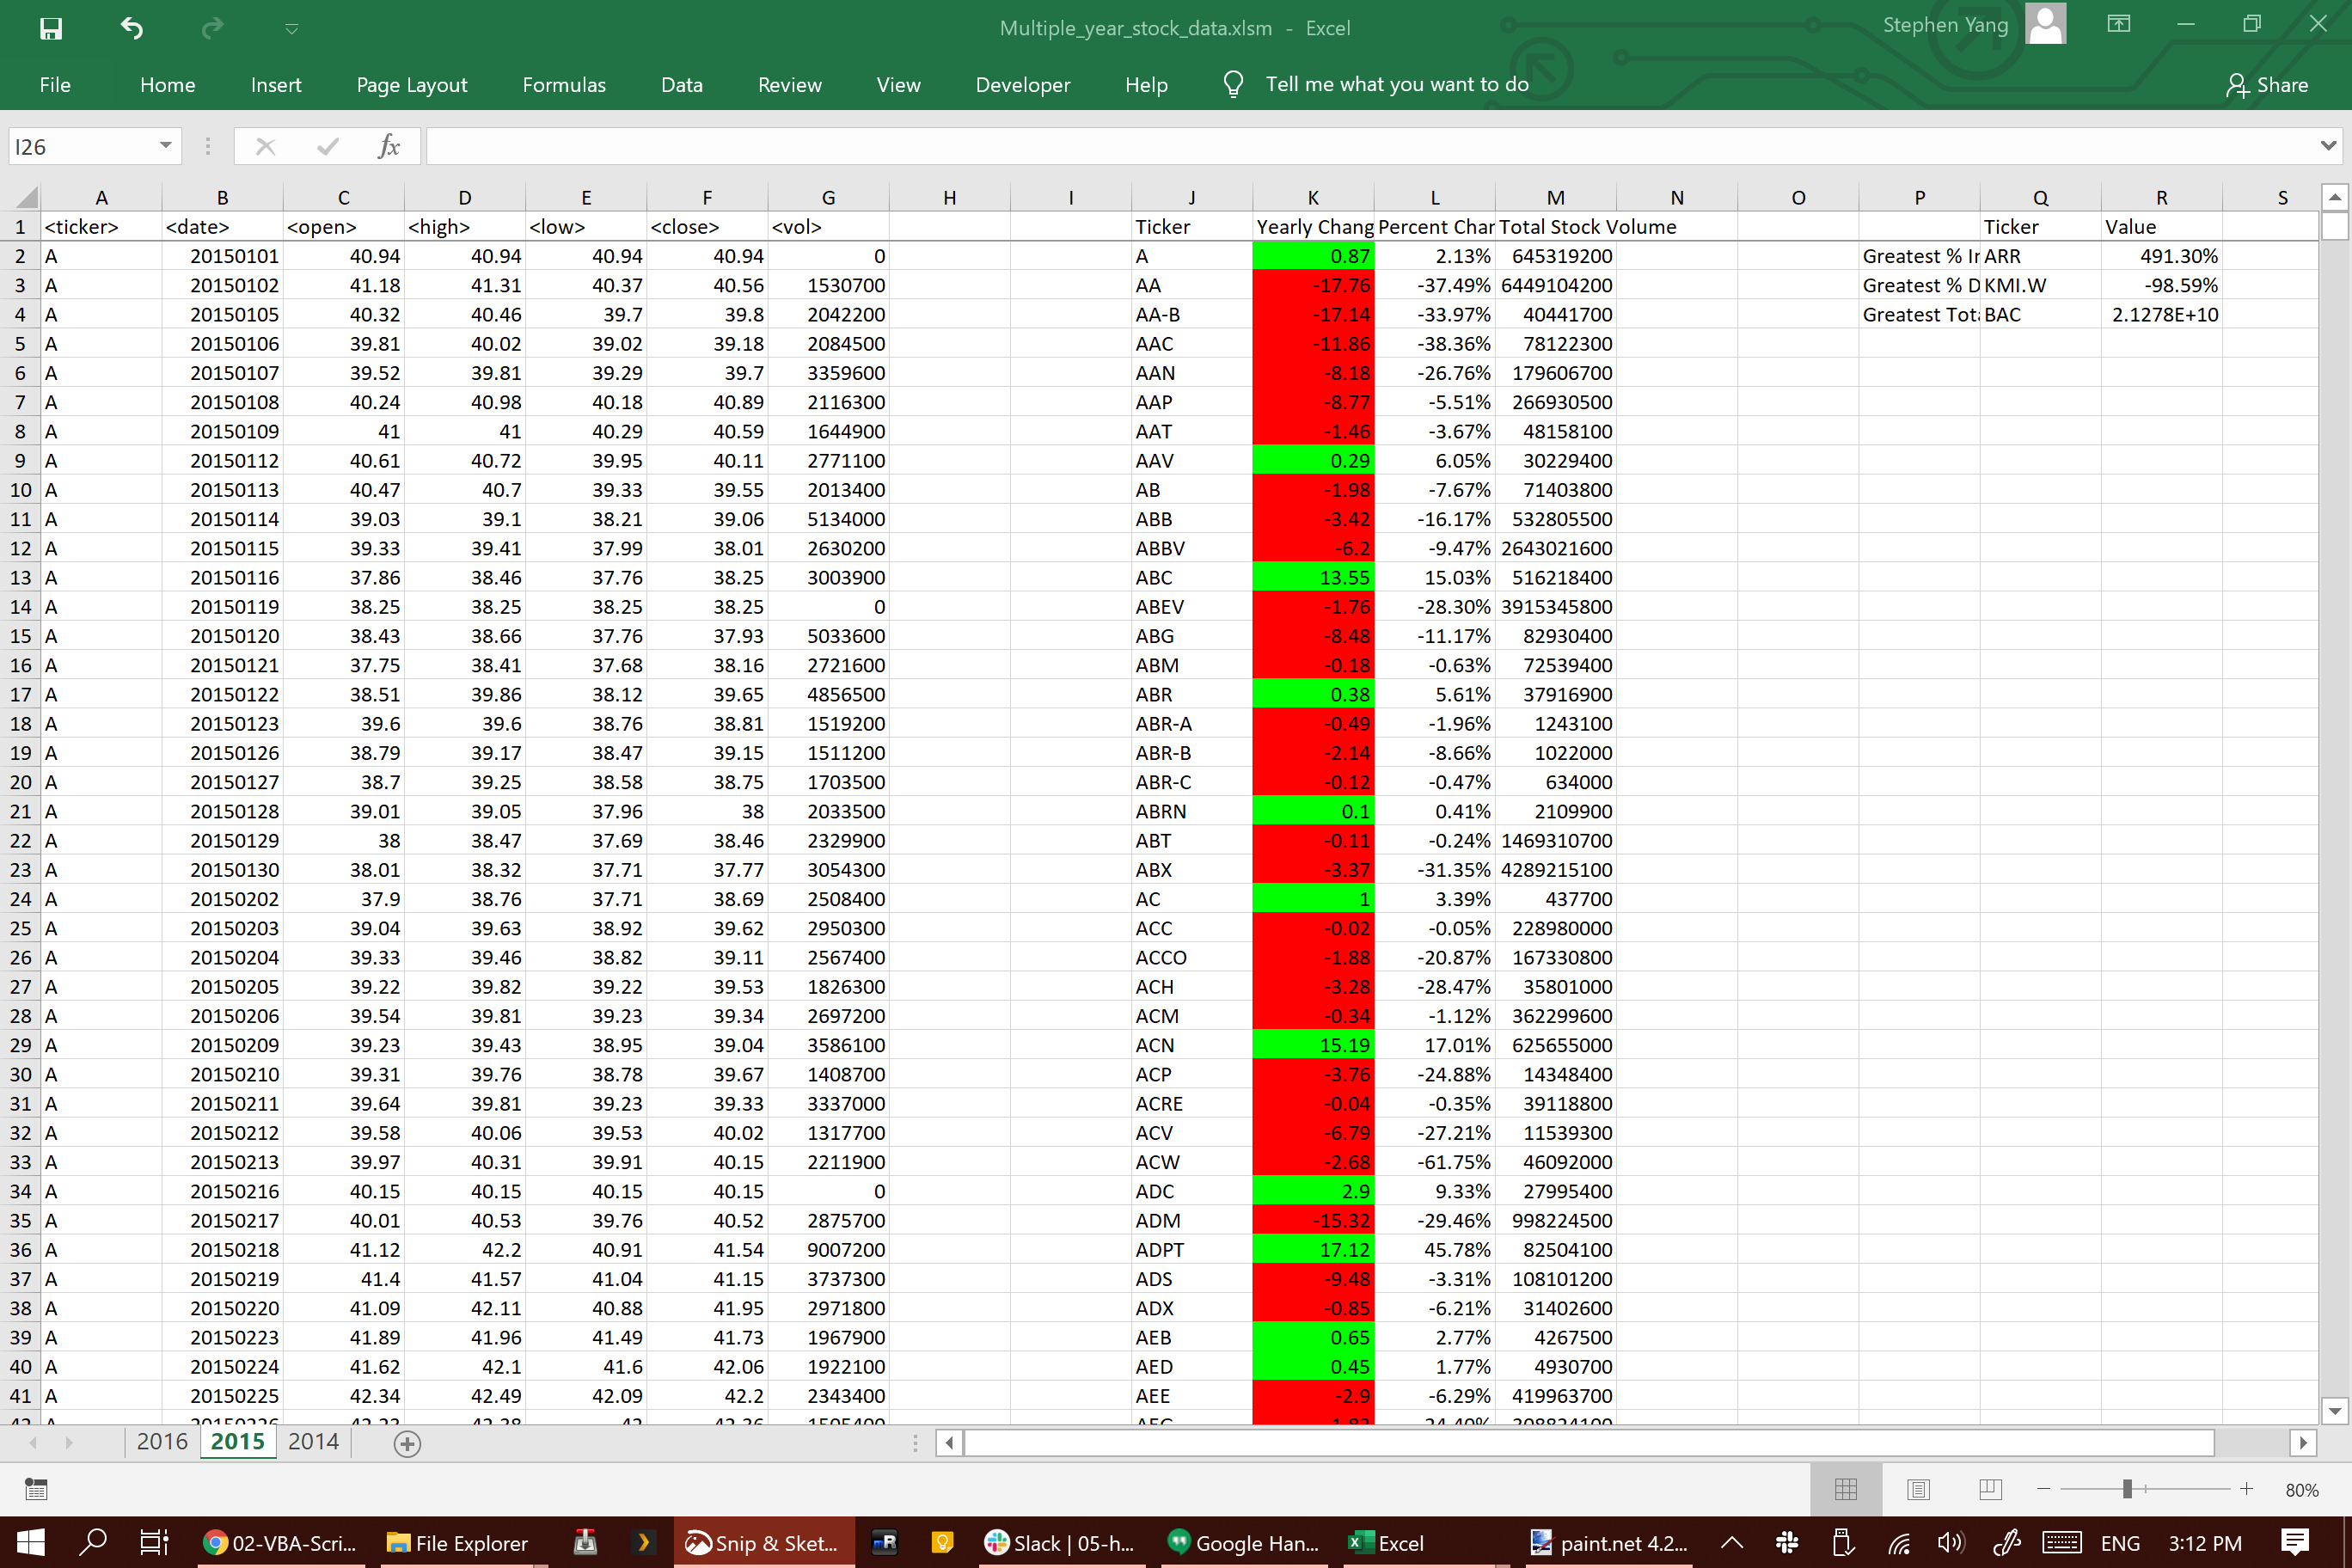 Multiple_year_stock_data.xlsm - Excel Stephen Yang
File Home Insert Page Layout Formulas Data Review View Developer Help Tell me what you want to do Share
I26 fx
A B C D E F G H I J K L M N O P Q R S
1 <ticker> <date> <open> <high> <low> <close> <vol> Ticker Yearly Chang Percent Char Total Stock Volume Ticker Value
2 A 20150101 40.94 40.94 40.94 40.94 0 A 0.87 2.13% 645319200 Greatest % Ir ARR 491.30%
3 A 20150102 41.18 41.31 40.37 40.56 1530700 AA -17.76 -37.49% 6449104200 Greatest % D KMI.W -98.59%
4 A 20150105 40.32 40.46 39.7 39.8 2042200 AA-B -17.14 -33.97% 40441700 Greatest Tota BAC 2.1278E+10
5 A 20150106 39.81 40.02 39.02 39.18 2084500 AAC -11.86 -38.36% 78122300
6 A 20150107 39.52 39.81 39.29 39.7 3359600 AAN -8.18 -26.76% 179606700
7 A 20150108 40.24 40.98 40.18 40.89 2116300 AAP -8.77 -5.51% 266930500
8 A 20150109 41 41 40.29 40.59 1644900 AAT -1.46 -3.67% 48158100
9 A 20150112 40.61 40.72 39.95 40.11 2771100 AAV 0.29 6.05% 30229400
10 A 20150113 40.47 40.7 39.33 39.55 2013400 AB -1.98 -7.67% 71403800
11 A 20150114 39.03 39.1 38.21 39.06 5134000 ABB -3.42 -16.17% 532805500
12 A 20150115 39.33 39.41 37.99 38.01 2630200 ABBV -6.2 -9.47% 2643021600
13 A 20150116 37.86 38.46 37.76 38.25 3003900 ABC 13.55 15.03% 516218400
14 A 20150119 38.25 38.25 38.25 38.25 0 ABEV -1.76 -28.30% 3915345800
15 A 20150120 38.43 38.66 37.76 37.93 5033600 ABG -8.48 -11.17% 82930400
16 A 20150121 37.75 38.41 37.68 38.16 2721600 ABM -0.18 -0.63% 72539400
17 A 20150122 38.51 39.86 38.12 39.65 4856500 ABR 0.38 5.61% 37916900
18 A 20150123 39.6 39.6 38.76 38.81 1519200 ABR-A -0.49 -1.96% 1243100
19 A 20150126 38.79 39.17 38.47 39.15 1511200 ABR-B -2.14 -8.66% 1022000
20 A 20150127 38.7 39.25 38.58 38.75 1703500 ABR-C -0.12 -0.47% 634000
21 A 20150128 39.01 39.05 37.96 38 2033500 ABRN 0.1 0.41% 2109900
22 A 20150129 38 38.47 37.69 38.46 2329900 ABT -0.11 -0.24% 1469310700
23 A 20150130 38.01 38.32 37.71 37.77 3054300 ABX -3.37 -31.35% 4289215100
24 A 20150202 37.9 38.76 37.71 38.69 2508400 AC 1 3.39% 437700
25 A 20150203 39.04 39.63 38.92 39.62 2950300 ACC -0.02 -0.05% 228980000
26 A 20150204 39.33 39.46 38.82 39.11 2567400 ACCO -1.88 -20.87% 167330800
27 A 20150205 39.22 39.82 39.22 39.53 1826300 ACH -3.28 -28.47% 35801000
28 A 20150206 39.54 39.81 39.23 39.34 2697200 ACM -0.34 -1.12% 362299600
29 A 20150209 39.23 39.43 38.95 39.04 3586100 ACN 15.19 17.01% 625655000
30 A 20150210 39.31 39.76 38.78 39.67 1408700 ACP -3.76 -24.88% 14348400
31 A 20150211 39.64 39.81 39.23 39.33 3337000 ACRE -0.04 -0.35% 39118800
32 A 20150212 39.58 40.06 39.53 40.02 1317700 ACV -6.79 -27.21% 11539300
33 A 20150213 39.97 40.31 39.91 40.15 2211900 ACW -2.68 -61.75% 46092000
34 A 20150216 40.15 40.15 40.15 40.15 0 ADC 2.9 9.33% 27995400
35 A 20150217 40.01 40.53 39.76 40.52 2875700 ADM -15.32 -29.46% 998224500
36 A 20150218 41.12 42.2 40.91 41.54 9007200 ADPT 17.12 45.78% 82504100
37 A 20150219 41.4 41.57 41.04 41.15 3737300 ADS -9.48 -3.31% 108101200
38 A 20150220 41.09 42.11 40.88 41.95 2971800 ADX -0.85 -6.21% 31402600
39 A 20150223 41.89 41.96 41.49 41.73 1967900 AEB 0.65 2.77% 4267500
40 A 20150224 41.62 42.1 41.6 42.06 1922100 AED 0.45 1.77% 4930700
41 A 20150225 42.34 42.49 42.09 42.2 2343400 AEE -2.9 -6.29% 419963700
2016 2015 2014
80%
02-VBA-Scri... File Explorer Snip & Sket... Slack | 05-h... Google Han... Excel paint.net 4.2... ENG 3:12 PM